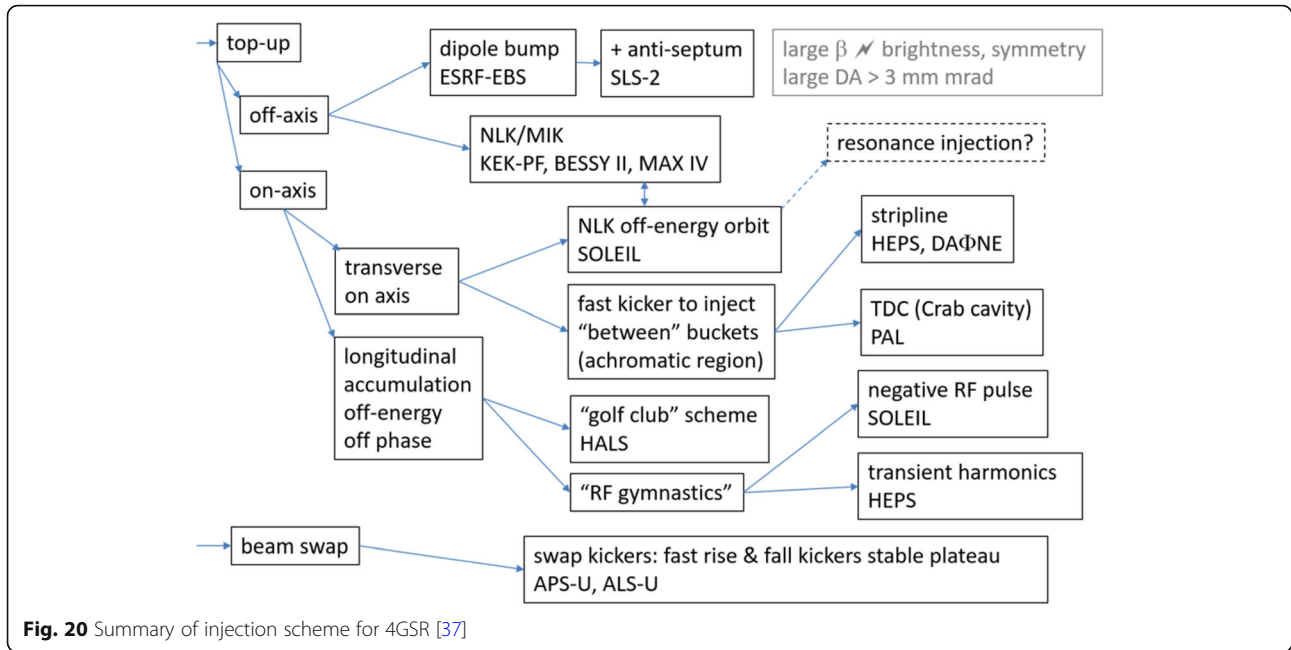 top-up
dipole bump
ESRF-EBS
+ anti-septum
SLS-2
large β brightness, symmetry
large DA > 3 mm mrad
off-axis
NLK/MIK
KEK-PF, BESSY II, MAX IV
resonance injection?
on-axis
NLK off-energy orbit
SOLEIL
stripline
HEPS, DAΦNE
transverse
on axis
fast kicker to inject
“between” buckets
(achromatic region)
TDC (Crab cavity)
PAL
longitudinal
accumulation
off-energy
off phase
“golf club” scheme
HALS
negative RF pulse
SOLEIL
“RF gymnastics”
transient harmonics
HEPS
beam swap
swap kickers: fast rise & fall kickers stable plateau
APS-U, ALS-U
Fig. 20 Summary of injection scheme for 4GSR [37]